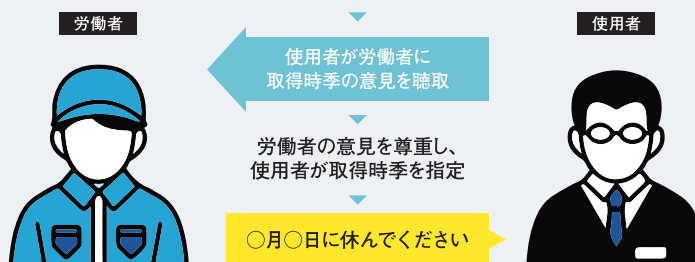 労働者
使用者
使用者が労働者に
取得時季の意見を聴取
労働者の意見を尊重し、
使用者が取得時季を指定
○月○日に休んでください